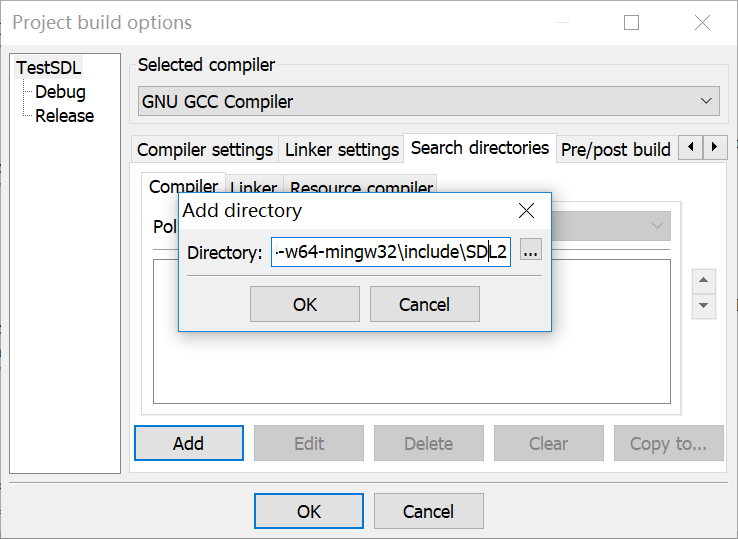 Project build options
TestSDL
Debug
Release
Selected compiler
GNU GCC Compiler
Compiler settings
Linker settings
Search directories
Pre/post build
Compiler
Linker
Resource compiler
Pol
Add directory
Directory:
-w64-mingw32\include\SDL2
...
OK
Cancel
Add
Edit
Delete
Clear
Copy to...
OK
Cancel